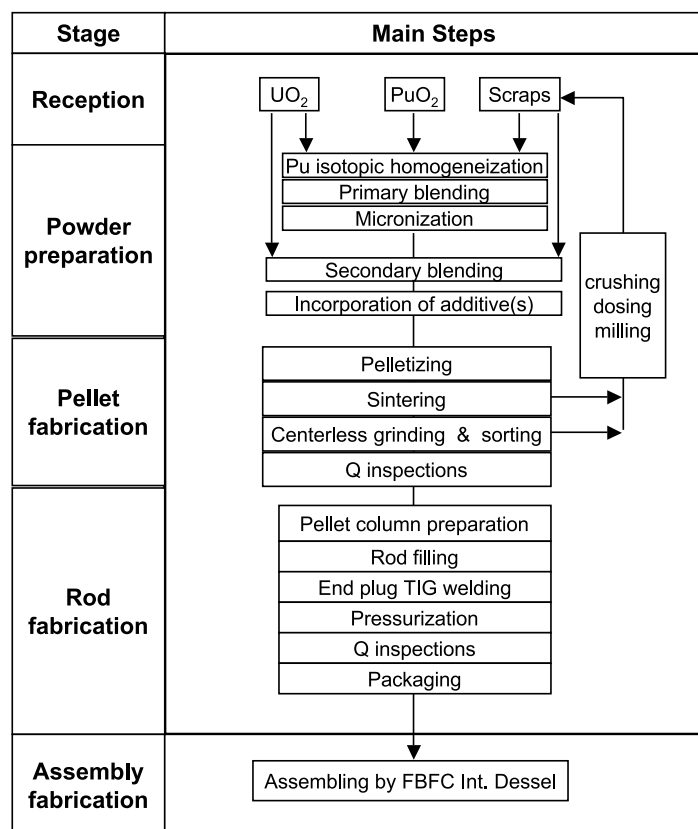 Stage
Main Steps
Reception
UO₂
PuO₂
Scraps
Powder
preparation
Pu isotopic homogeneization
Primary blending
Micronization
Secondary blending
Incorporation of additive(s)
crushing
dosing
milling
Pellet
fabrication
Pelletizing
Sintering
Centerless grinding & sorting
Q inspections
Rod
fabrication
Pellet column preparation
Rod filling
End plug TIG welding
Pressurization
Q inspections
Packaging
Assembly
fabrication
Assembling by FBFC Int. Dessel